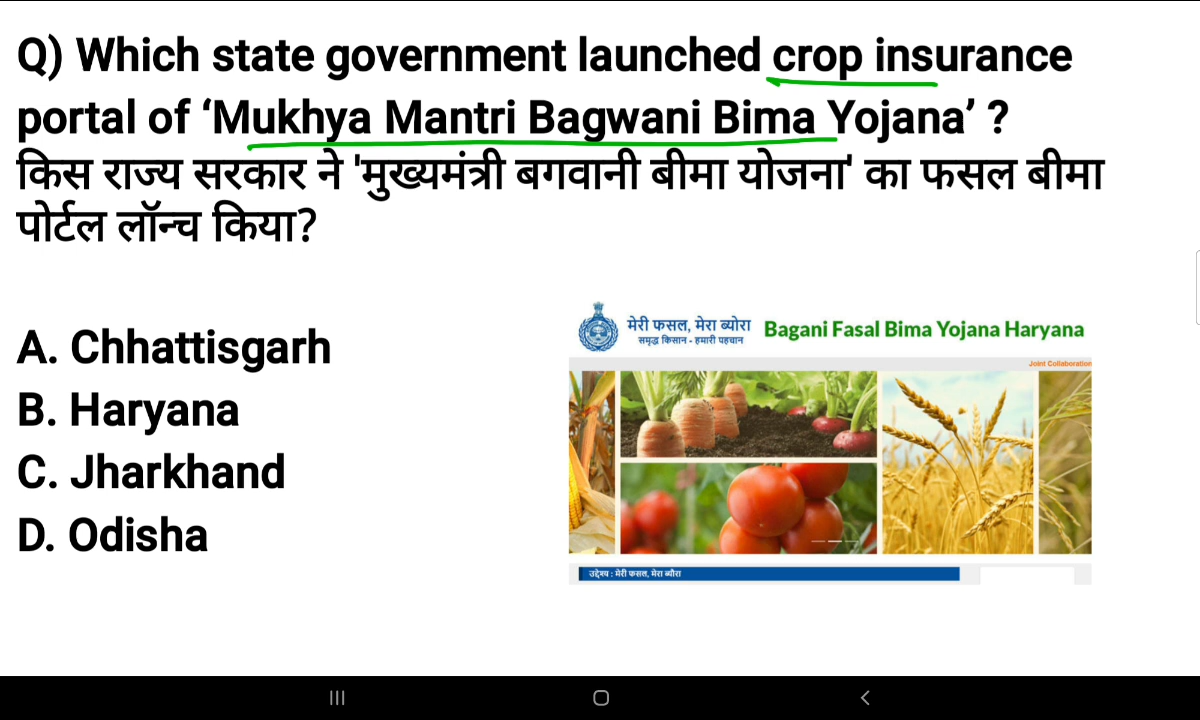 Q) Which state government launched crop insurance
portal of ‘Mukhya Mantri Bagwani Bima Yojana’ ?
किस राज्य सरकार ने 'मुख्यमंत्री बगवानी बीमा योजना' का फसल बीमा
पोर्टल लॉन्च किया?
A. Chhattisgarh
B. Haryana
C. Jharkhand
D. Odisha
मेरी फसल, मेरा ब्योरा
समृद्ध किसान - हमारी पहचान
Bagani Fasal Bima Yojana Haryana
Joint Collaboration
उद्देश्य : मेरी फसल, मेरा ब्यौरा